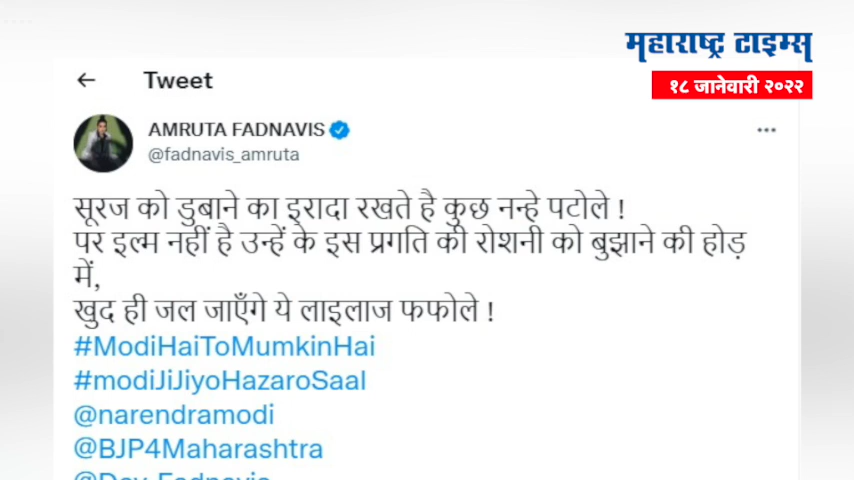 महाराष्ट्र टाइम्स
१८ जानेवारी २०२२
← Tweet
AMRUTA FADNAVIS
@fadnavis_amruta
सूरज को डुबाने का इरादा रखते है कुछ नन्हे पटोले !
पर इल्म नहीं है उन्हें के इस प्रगति की रोशनी को बुझाने की होड़
में,
खुद ही जल जाएँगे ये लाइलाज फफोले !
#ModiHaiToMumkinHai
#modiJiJiyoHazaroSaal
@narendramodi
@BJP4Maharashtra